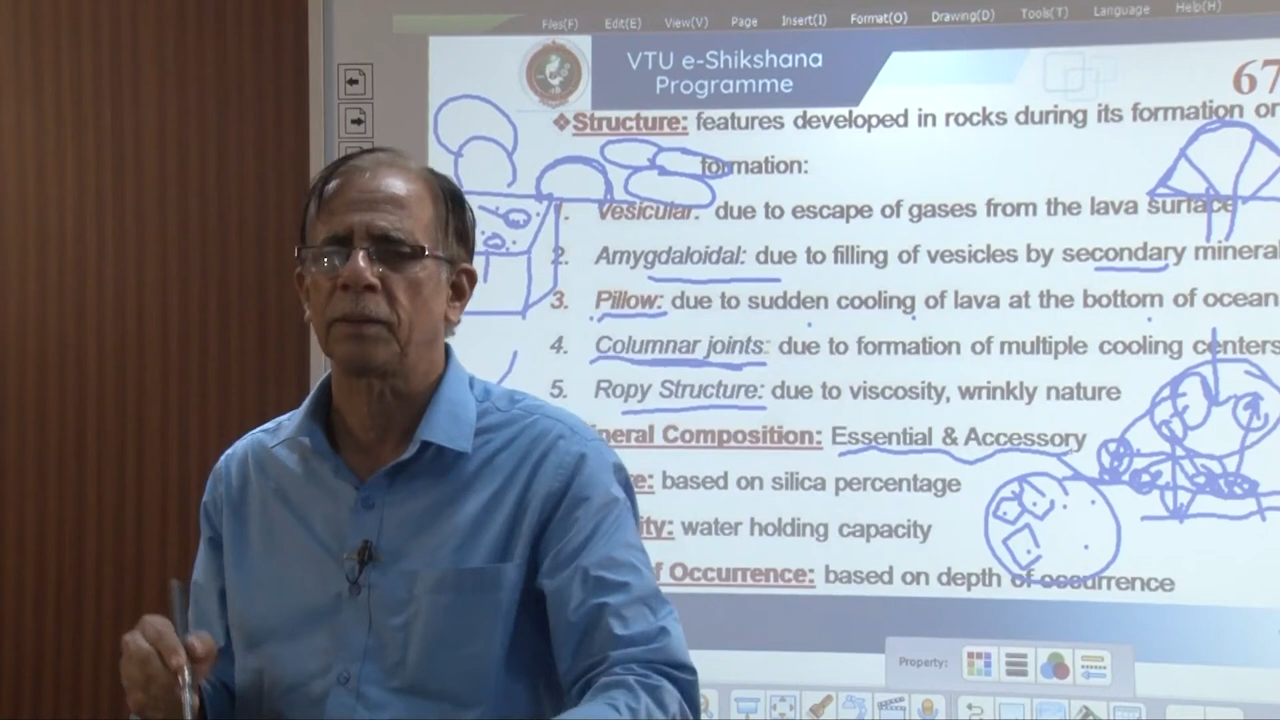 Files(F) Edit(E) View(V) Page Insert(I) Format(O) Drawing(D) Tools(T) Language Help(H)
VTU e-Shikshana
Programme
67
❖Structure: features developed in rocks during its formation or
formation:
1. Vesicular: due to escape of gases from the lava surface
2. Amygdaloidal: due to filling of vesicles by secondary minera
3. Pillow: due to sudden cooling of lava at the bottom of ocean
4. Columnar joints: due to formation of multiple cooling centers
5. Ropy Structure: due to viscosity, wrinkly nature
neral Composition: Essential & Accessory
e: based on silica percentage
ity: water holding capacity
of Occurrence: based on depth of occurrence
Property: